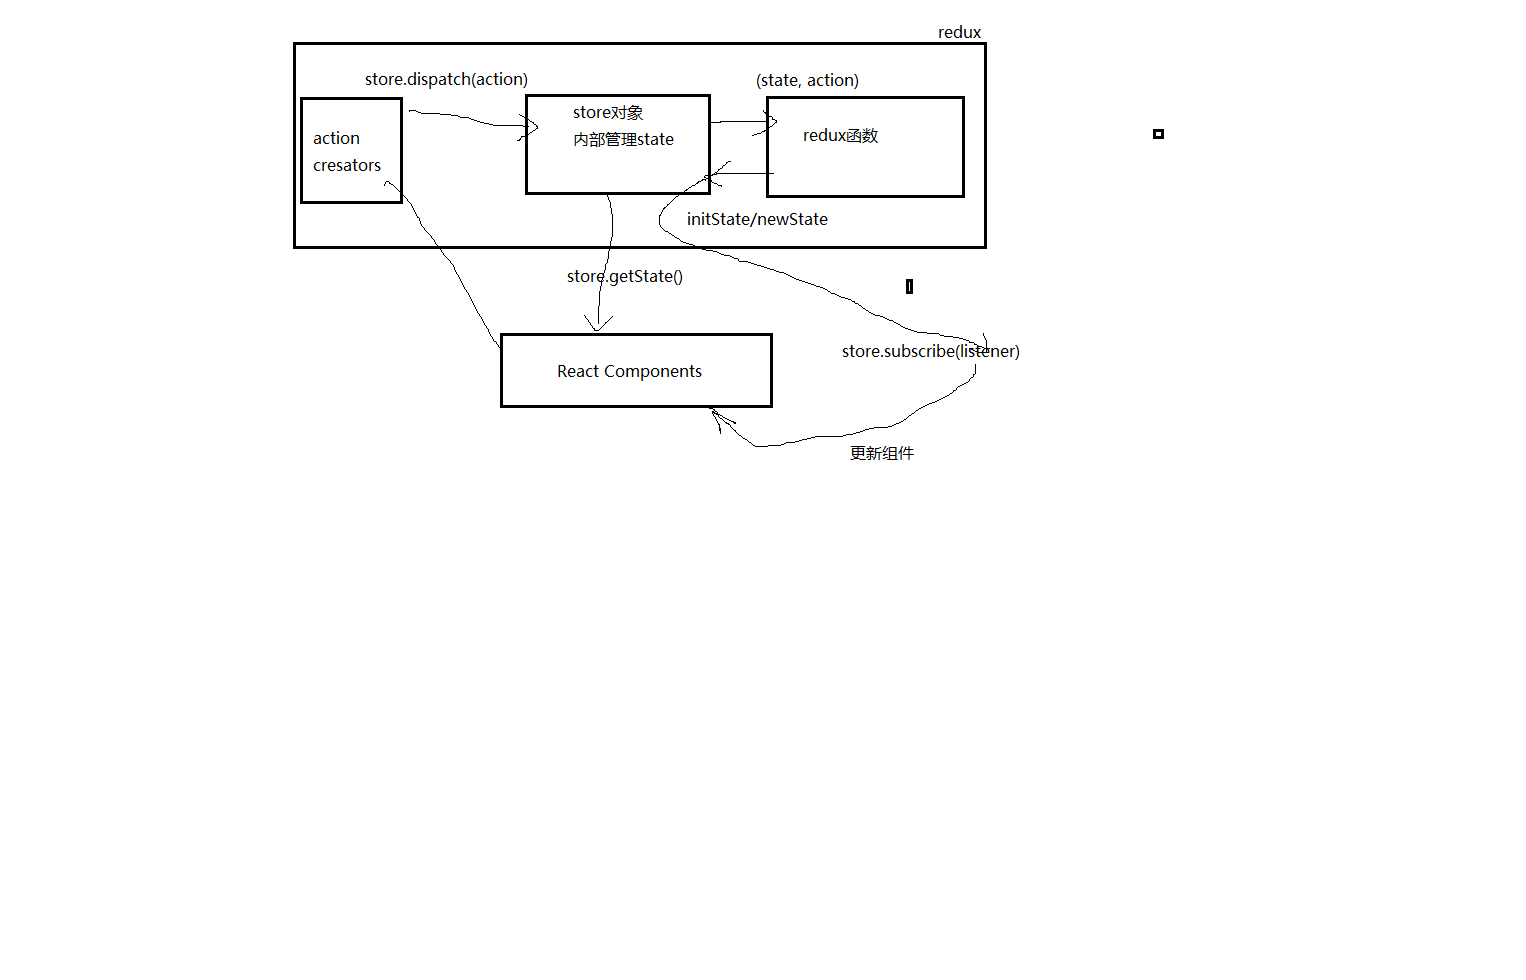 redux
store.dispatch(action)
(state, action)
action
cresators
store对象
内部管理state
redux函数
initState/newState
store.getState()
store.subscribe(listener)
React Components
更新组件